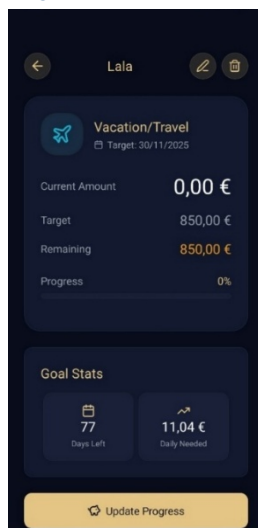 Lala
Vacation/Travel
Target: 30/11/2025
Current Amount 0,00 €
Target 850,00 €
Remaining 850,00 €
Progress 0%
Goal Stats
77 11,04 €
Days Left Daily Needed
Update Progress